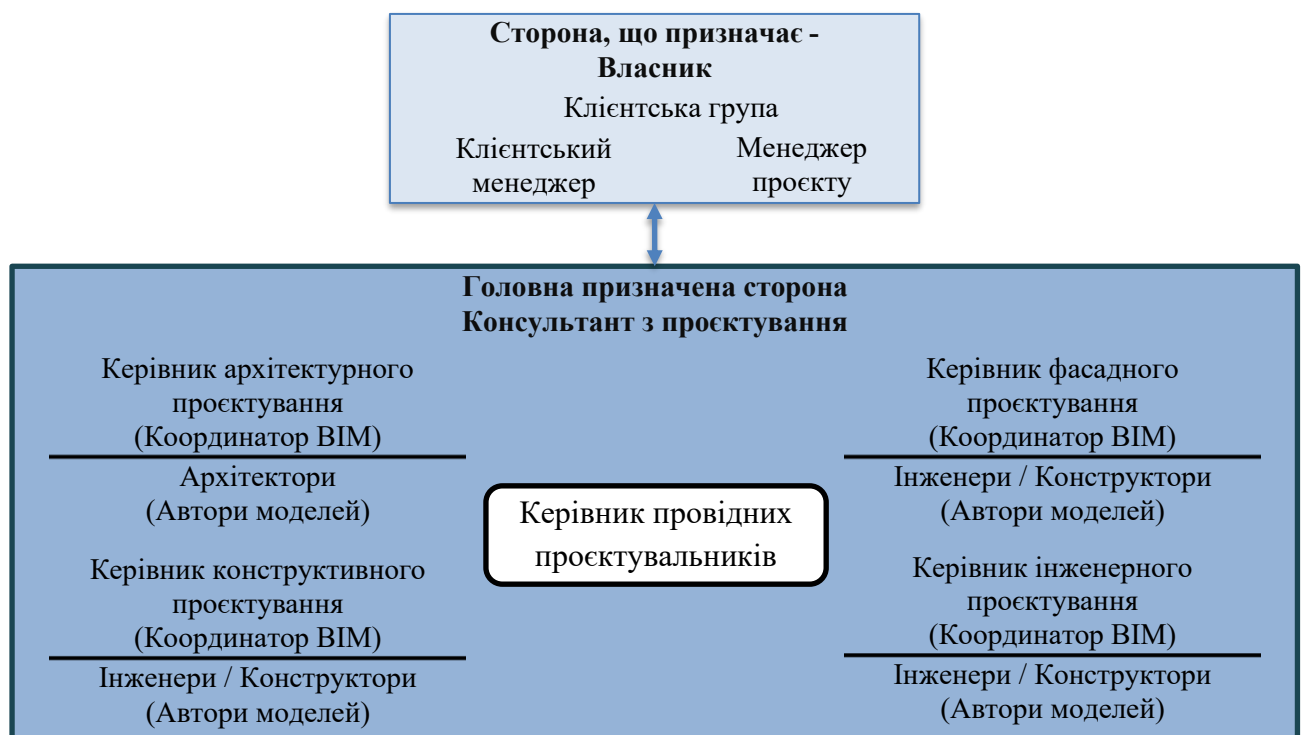 Сторона, що призначає -
Власник
Клієнтська група
Клієнтський
менеджер
Менеджер
проєкту
Головна призначена сторона
Консультант з проєктування
Керівник архітектурного
проєктування
(Координатор BIM)
Архітектори
(Автори моделей)
Керівник конструктивного
проєктування
(Координатор BIM)
Інженери / Конструктори
(Автори моделей)
Керівник провідних
проєктувальників
Керівник фасадного
проєктування
(Координатор BIM)
Інженери / Конструктори
(Автори моделей)
Керівник інженерного
проєктування
(Координатор BIM)
Інженери / Конструктори
(Автори моделей)